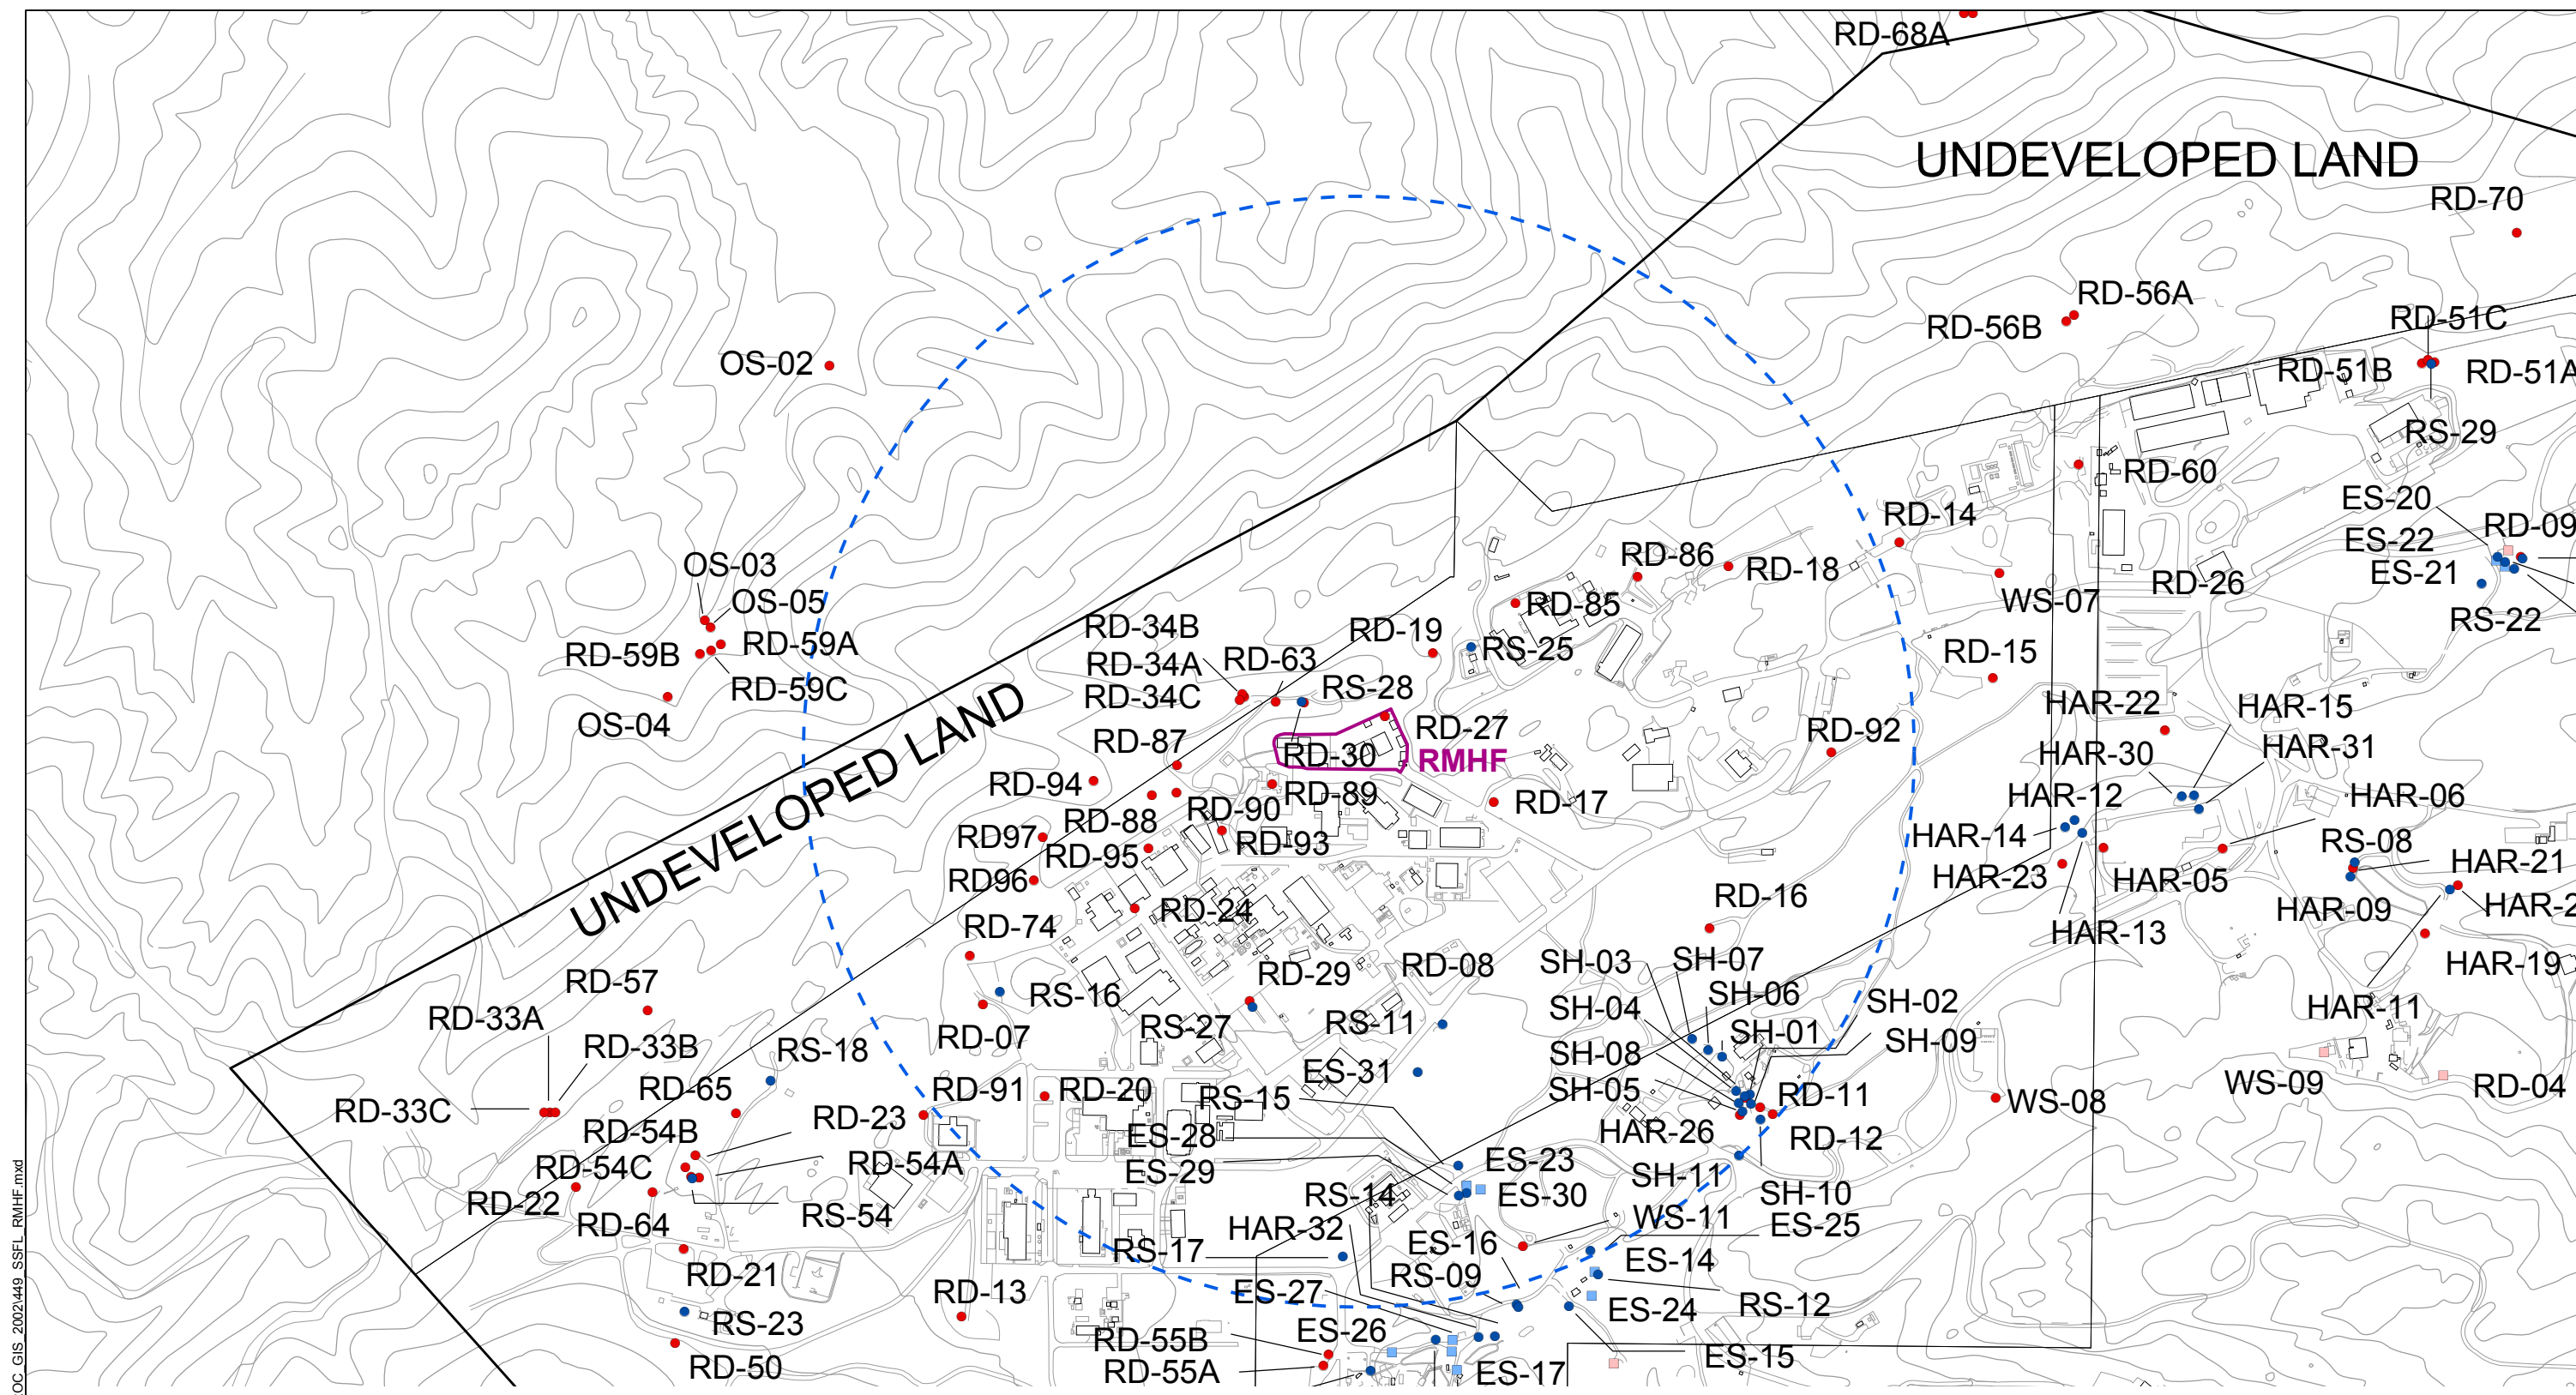 RD-68A
UNDEVELOPED LAND
RD-70
RD-56A
RD-56B
RD-51C
RD-51B
RD-51A
OS-02
RS-29
RD-60
ES-20
RD-14
RD-09
ES-22
RD-86
RD-18
ES-21
RD-26
OS-03
OS-05
RD-85
WS-07
RS-22
RD-34B
RD-19
RD-59B
RD-59A
RD-34A
RD-63
RS-25
RD-15
RD-59C
RD-34C
RS-28
HAR-22
HAR-15
OS-04
UNDEVELOPED LAND
RD-87
RD-27
RD-92
RD-30
RMHF
HAR-30
HAR-31
RD-94
RD-89
HAR-12
HAR-06
RD-90
RD-17
RD-88
RD97
HAR-14
RD-93
RS-08
RD-95
HAR-21
RD96
HAR-23
HAR-05
RD-16
RD-24
HAR-09
HAR-2
RD-74
HAR-13
SH-03
SH-07
RD-29
RD-08
HAR-19
RD-57
RS-16
SH-06
SH-02
SH-04
HAR-11
RD-33A
RS-27
RS-11
SH-01
RD-07
SH-09
RD-33B
RS-18
SH-08
ES-31
RD-65
RD-91
RD-20
SH-05
RD-11
WS-09
RD-04
RS-15
WS-08
RD-33C
RD-23
RD-54B
ES-28
HAR-26
RD-12
RD-54C
RD-54A
ES-29
ES-23
SH-11
RD-22
RS-14
ES-30
SH-10
RS-54
RD-64
HAR-32
WS-11
ES-25
RS-17
ES-16
ES-14
RD-21
RS-09
RD-13
ES-27
RS-12
ES-24
RS-23
ES-26
RD-55B
RD-50
RD-55A
ES-17
ES-15
OC_GIS_2002\449_SSFL_RMHF.mxd